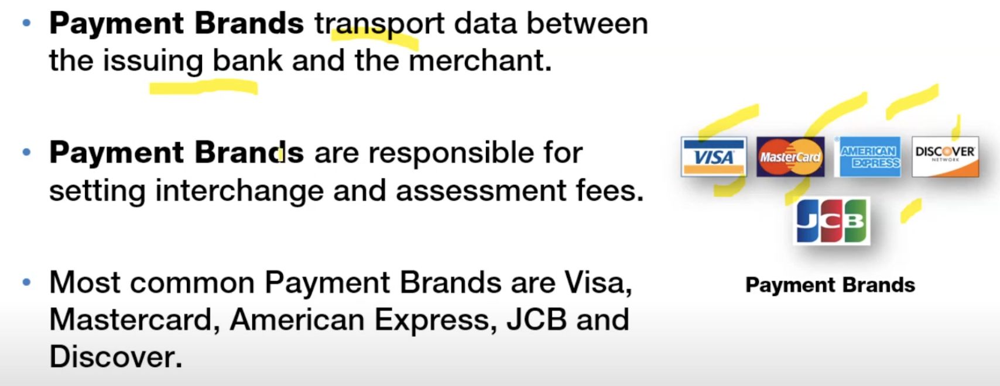 • Payment Brands transport data between
the issuing bank and the merchant.
• Payment Brands are responsible for
setting interchange and assessment fees.
• Most common Payment Brands are Visa,
Mastercard, American Express, JCB and
Discover.
VISA
MasterCard
AMERICAN
EXPRESS
DISCOVER
NETWORK
JCB
Payment Brands